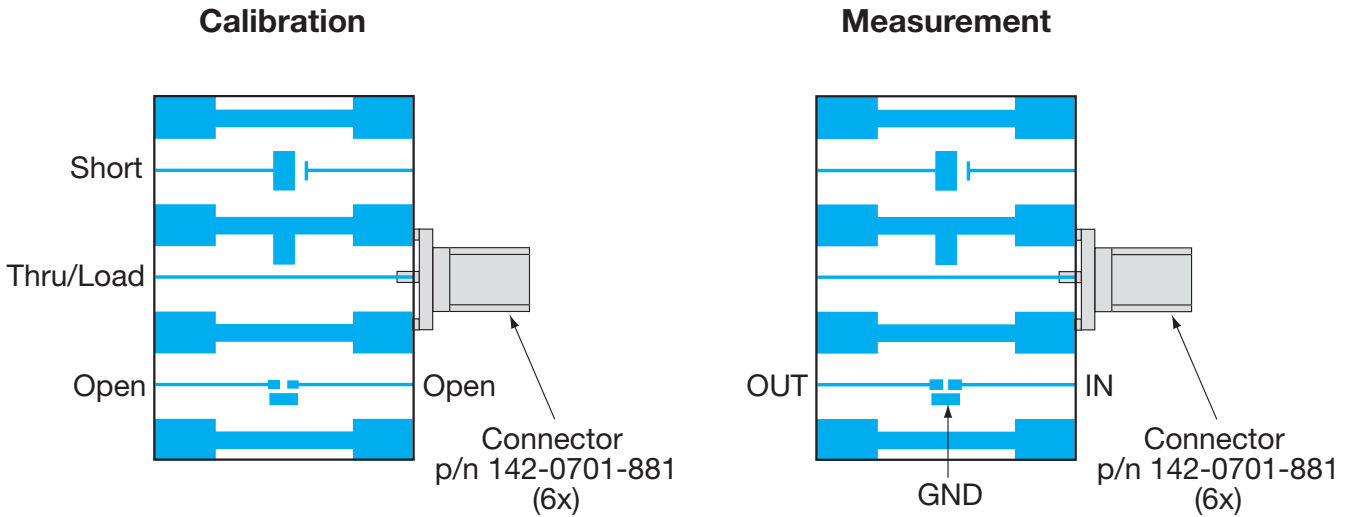 Calibration
Short
Thru/Load
Open
Open
Connector
p/n 142-0701-881
(6x)
Measurement
OUT
IN
GND
Connector
p/n 142-0701-881
(6x)